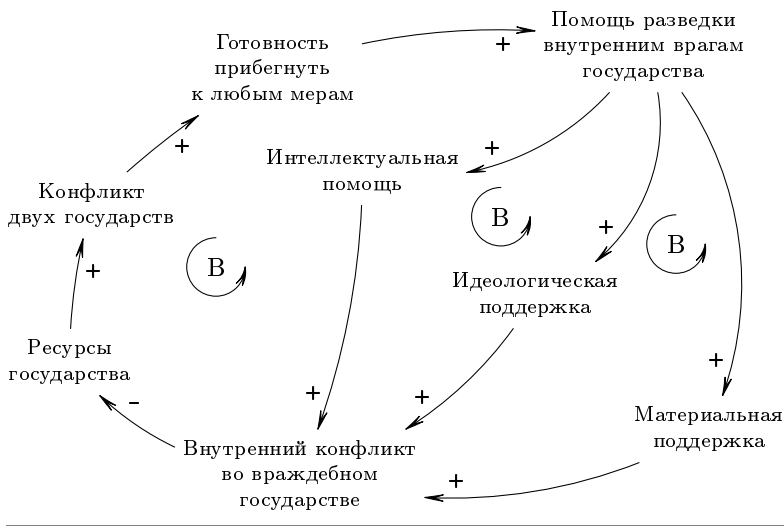 Готовность
прибегнуть
к любым мерам
+
Помощь разведки
внутренним врагам
государства
+
Интеллектуальная
помощь
+
Конфликт
двух государств
В
В
+
В
+
Идеологическая
поддержка
Ресурсы
государства
+
+
+
-
Материальная
поддержка
Внутренний конфликт
во враждебном
государстве
+